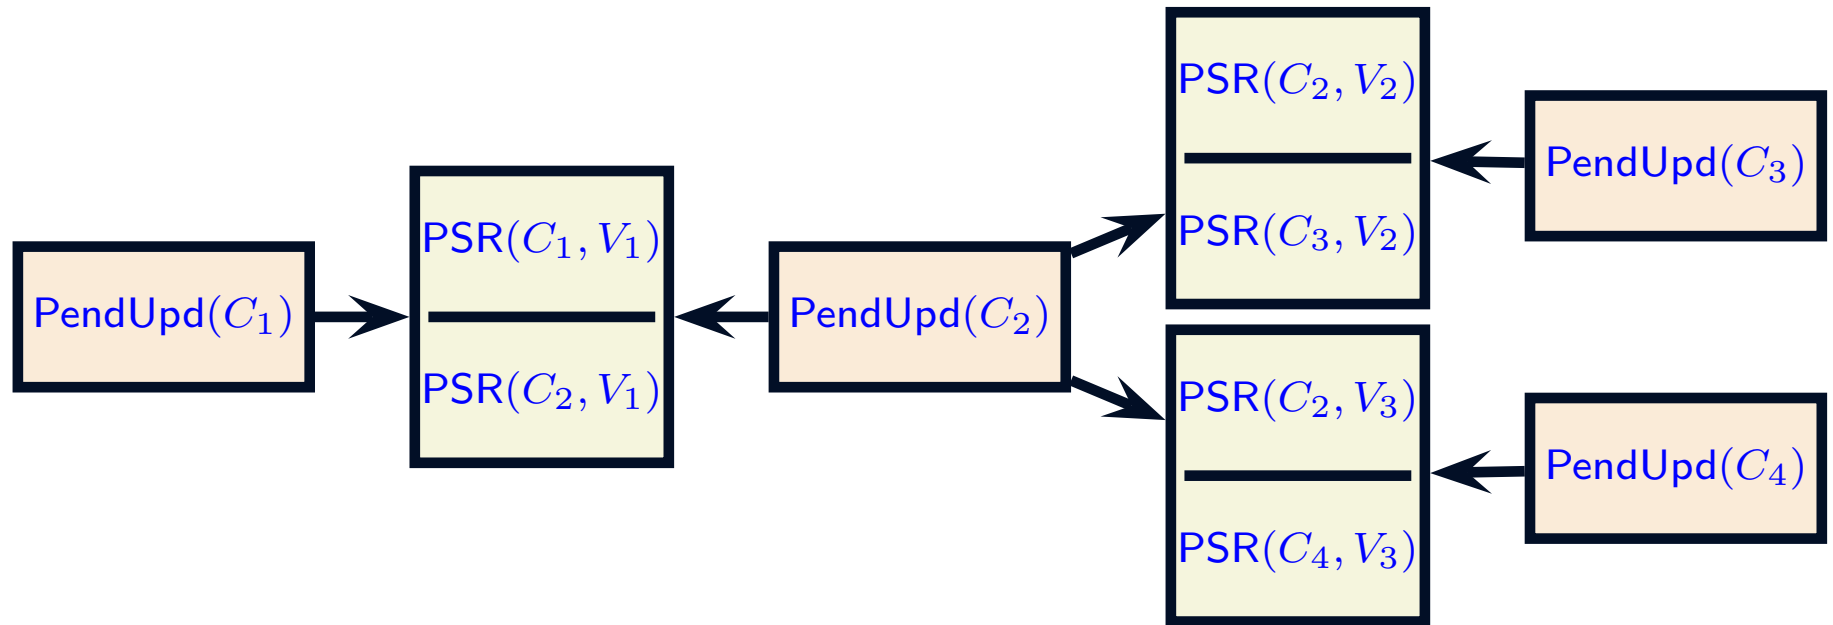 PendUpd(C₁)
PSR(C₁, V₁)
PSR(C₂, V₁)
PendUpd(C₂)
PSR(C₂, V₂)
PSR(C₃, V₂)
PSR(C₂, V₃)
PSR(C₄, V₃)
PendUpd(C₃)
PendUpd(C₄)